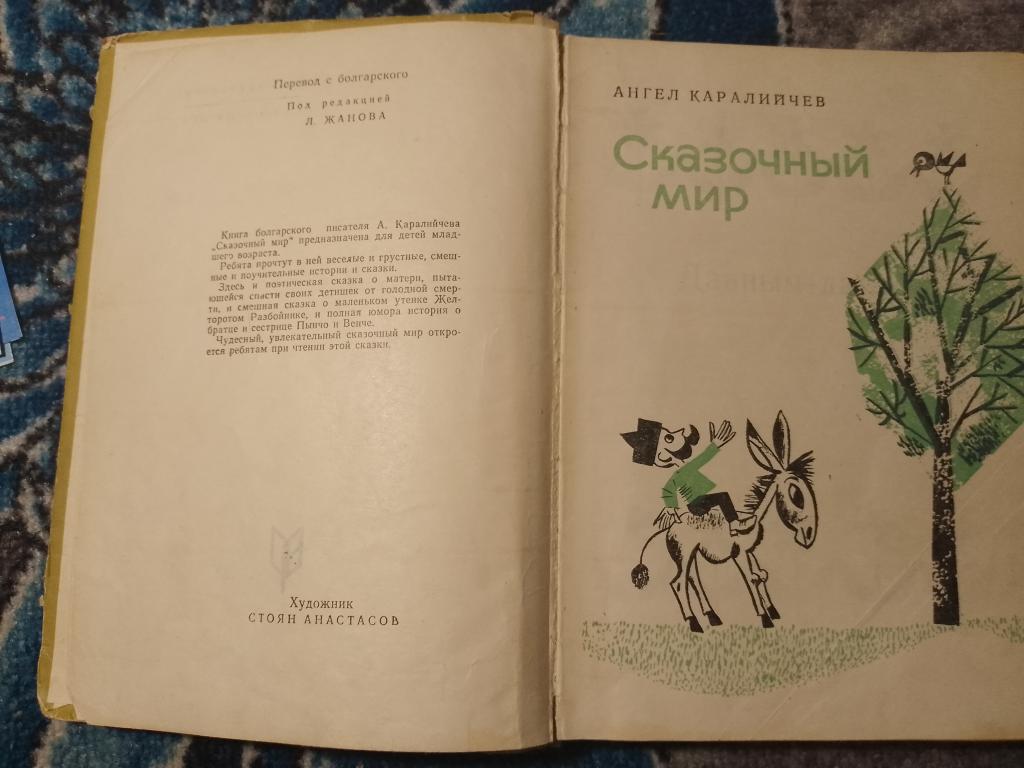 Перевод с болгарского
Под редакцией
Л. ЖАНОВА
Книга болгарского писателя А. Каралийчева
„Сказочный мир" предназначена для детей млад-
шего возраста.
Ребята прочтут в ней веселые и грустные, смеш-
ные и поучительные истории и сказки.
Здесь и поэтическая сказка о матери, пыта-
ющейся спасти своих детишек от голодной смер-
ти, и смешная сказка о маленьком утенке Жел-
торотом Разбойнике, и полная юмора история о
братце и сестрице Пынчо и Венче.
Чудесный, увлекательный сказочный мир откро-
ется ребятам при чтении этой сказки.
Художник
СТОЯН АНАСТАСОВ
АНГЕЛ КАРАЛИЙЧЕВ
Сказочный
мир